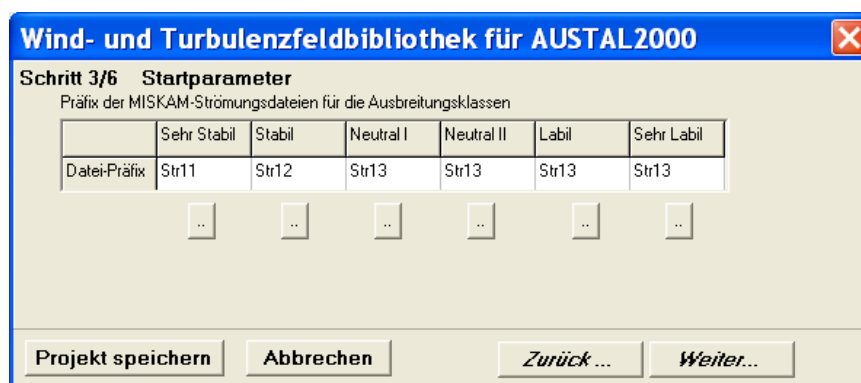 Wind- und Turbulenzfeldbibliothek für AUSTAL2000
Schritt 3/6 Startparameter
Präfix der MISKAM-Strömungsdateien für die Ausbreitungsklassen
Sehr Stabil Stabil Neutral I Neutral II Labil Sehr Labil
Datei-Präfix Str11 Str12 Str13 Str13 Str13 Str13
.. .. .. .. .. ..
Projekt speichern Abbrechen Zurück ... Weiter...